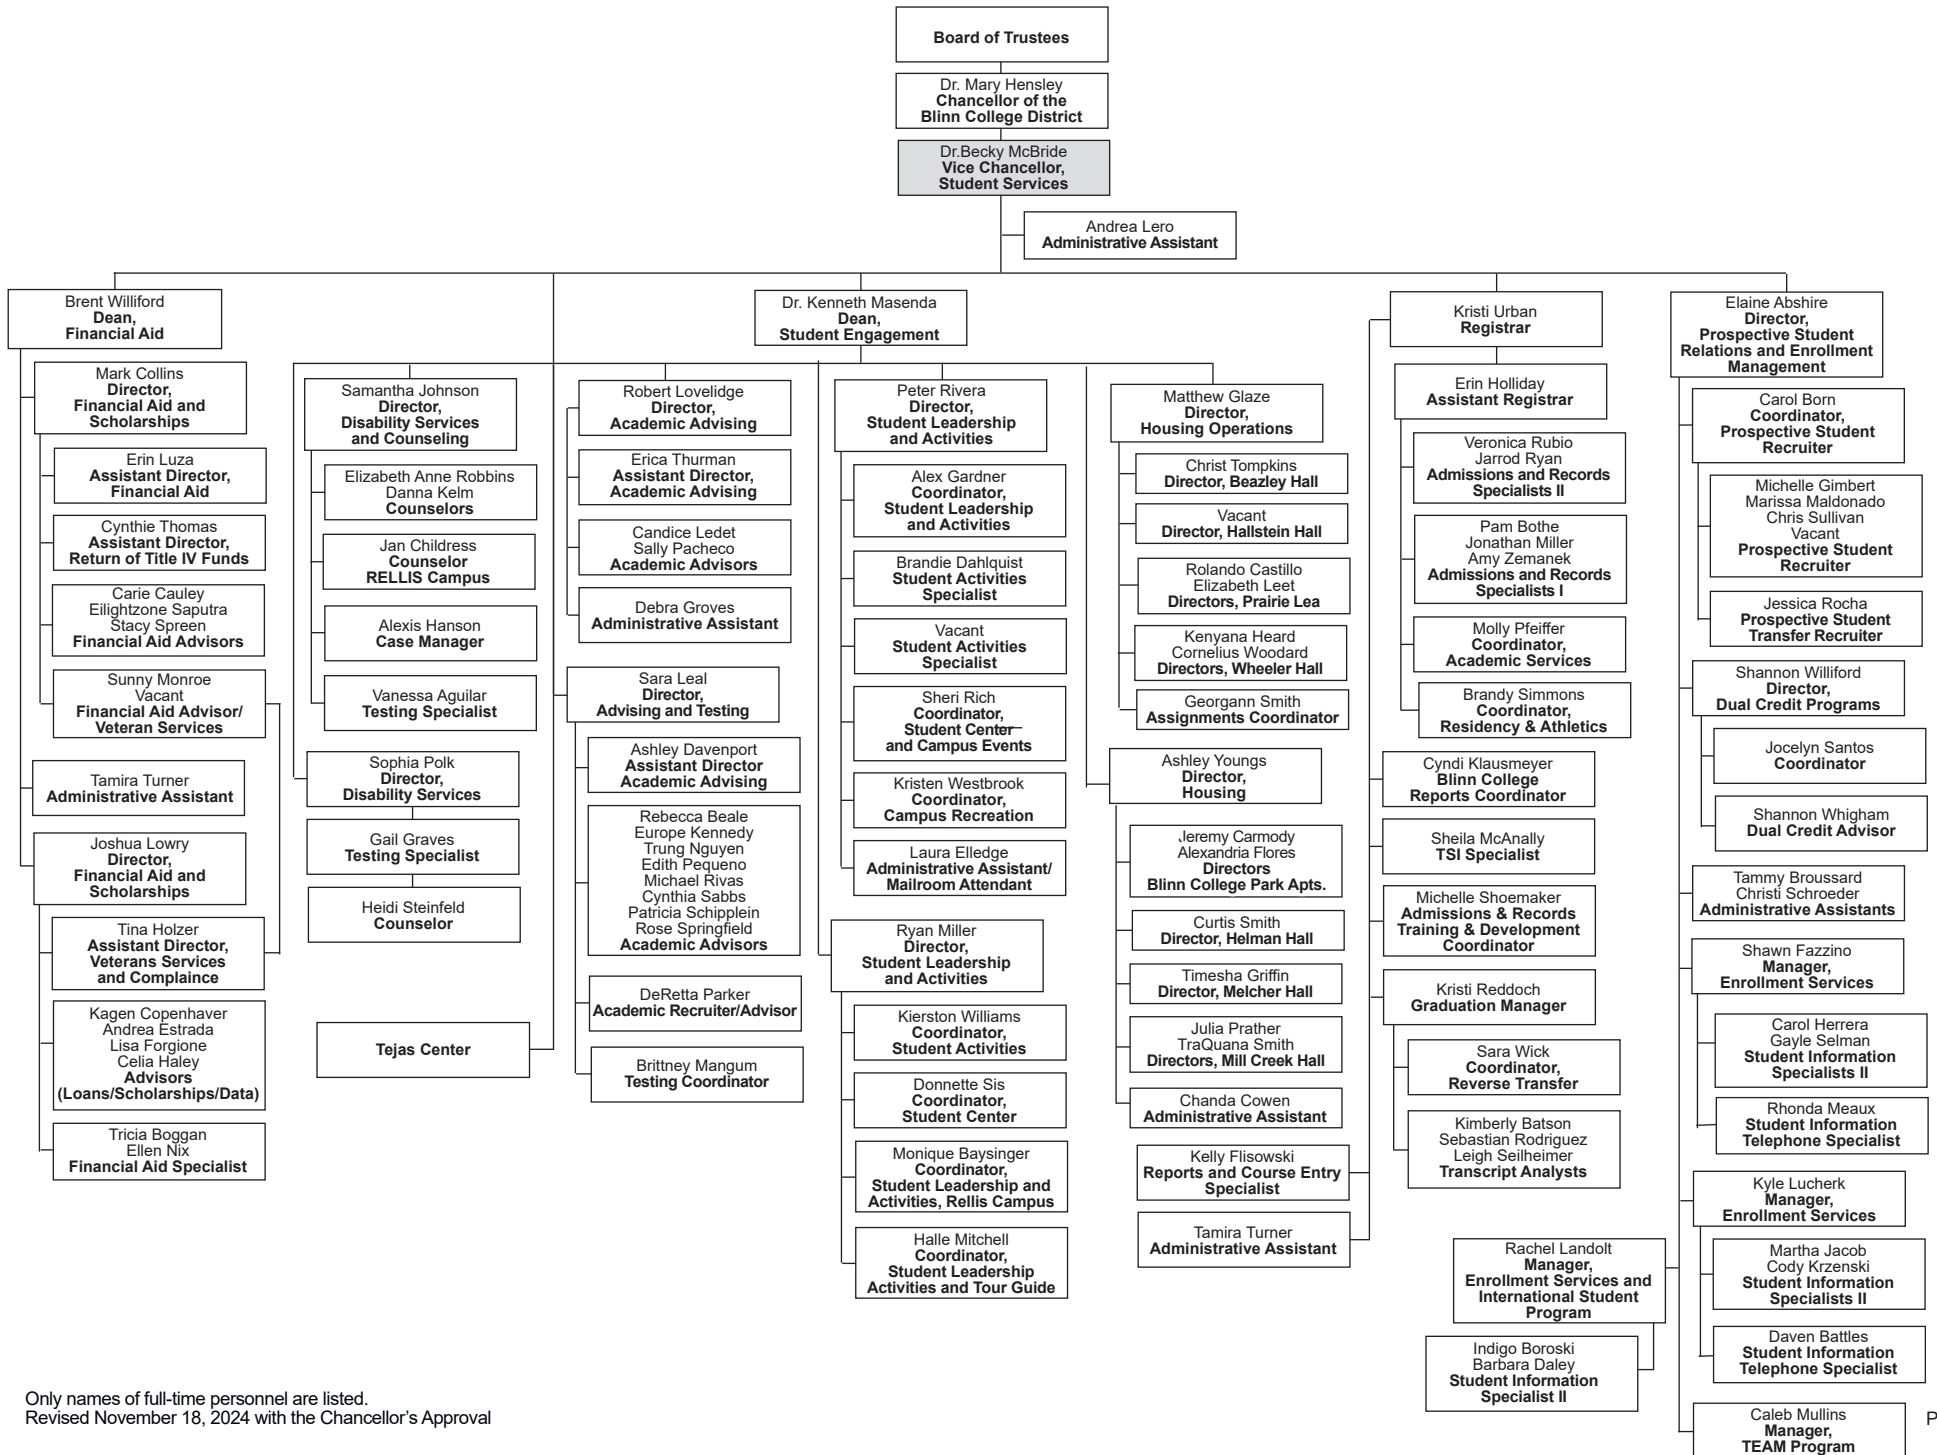 Board of Trustees
Dr. Mary Hensley
Chancellor of the
Blinn College District
Dr.Becky McBride
Vice Chancellor,
Student Services
Andrea Lero
Administrative Assistant
Brent Williford
Dean,
Financial Aid
Mark Collins
Director,
Financial Aid and
Scholarships
Erin Luza
Assistant Director,
Financial Aid
Cynthie Thomas
Assistant Director,
Return of Title IV Funds
Carie Cauley
Eilightzone Saputra
Stacy Spreen
Financial Aid Advisors
Sunny Monroe
Vacant
Financial Aid Advisor/
Veteran Services
Tamira Turner
Administrative Assistant
Joshua Lowry
Director,
Financial Aid and
Scholarships
Tina Holzer
Assistant Director,
Veterans Services
and Complaince
Kagen Copenhaver
Andrea Estrada
Lisa Forgione
Celia Haley
Advisors
(Loans/Scholarships/Data)
Tricia Boggan
Ellen Nix
Financial Aid Specialist
Dr. Kenneth Masenda
Dean,
Student Engagement
Samantha Johnson
Director,
Disability Services
and Counseling
Elizabeth Anne Robbins
Danna Kelm
Counselors
Jan Childress
Counselor
RELLIS Campus
Alexis Hanson
Case Manager
Vanessa Aguilar
Testing Specialist
Sophia Polk
Director,
Disability Services
Gail Graves
Testing Specialist
Heidi Steinfeld
Counselor
Tejas Center
Robert Lovelidge
Director,
Academic Advising
Erica Thurman
Assistant Director,
Academic Advising
Candice Ledet
Sally Pacheco
Academic Advisors
Debra Groves
Administrative Assistant
Sara Leal
Director,
Advising and Testing
Ashley Davenport
Assistant Director
Academic Advising
Rebecca Beale
Europe Kennedy
Trung Nguyen
Edith Pequeno
Michael Rivas
Cynthia Sabbs
Patricia Schipplein
Rose Springfield
Academic Advisors
DeRetta Parker
Academic Recruiter/Advisor
Brittney Mangum
Testing Coordinator
Peter Rivera
Director,
Student Leadership
and Activities
Alex Gardner
Coordinator,
Student Leadership
and Activities
Brandie Dahlquist
Student Activities
Specialist
Vacant
Student Activities
Specialist
Sheri Rich
Coordinator,
Student Center
and Campus Events
Kristen Westbrook
Coordinator,
Campus Recreation
Laura Elledge
Administrative Assistant/
Mailroom Attendant
Ryan Miller
Director,
Student Leadership
and Activities
Kierston Williams
Coordinator,
Student Activities
Donnette Sis
Coordinator,
Student Center
Monique Baysinger
Coordinator,
Student Leadership and
Activities, Rellis Campus
Halle Mitchell
Coordinator,
Student Leadership
Activities and Tour Guide
Matthew Glaze
Director,
Housing Operations
Christ Tompkins
Director, Beazley Hall
Vacant
Director, Hallstein Hall
Rolando Castillo
Elizabeth Leet
Directors, Prairie Lea
Kenyana Heard
Cornelius Woodard
Directors, Wheeler Hall
Georgann Smith
Assignments Coordinator
Ashley Youngs
Director,
Housing
Jeremy Carmody
Alexandria Flores
Directors
Blinn College Park Apts.
Curtis Smith
Director, Helman Hall
Timesha Griffin
Director, Melcher Hall
Julia Prather
TraQuana Smith
Directors, Mill Creek Hall
Chanda Cowen
Administrative Assistant
Kelly Flisowski
Reports and Course Entry
Specialist
Tamira Turner
Administrative Assistant
Kristi Urban
Registrar
Erin Holliday
Assistant Registrar
Veronica Rubio
Jarrod Ryan
Admissions and Records
Specialists II
Pam Bothe
Jonathan Miller
Amy Zemanek
Admissions and Records
Specialists I
Molly Pfeiffer
Coordinator,
Academic Services
Brandy Simmons
Coordinator,
Residency & Athletics
Cyndi Klausmeyer
Blinn College
Reports Coordinator
Sheila McAnally
TSI Specialist
Michelle Shoemaker
Admissions & Records
Training & Development
Coordinator
Kristi Reddoch
Graduation Manager
Sara Wick
Coordinator,
Reverse Transfer
Kimberly Batson
Sebastian Rodriguez
Leigh Seilheimer
Transcript Analysts
Elaine Abshire
Director,
Prospective Student
Relations and Enrollment
Management
Carol Born
Coordinator,
Prospective Student
Recruiter
Michelle Gimbert
Marissa Maldonado
Chris Sullivan
Vacant
Prospective Student
Recruiter
Jessica Rocha
Prospective Student
Transfer Recruiter
Shannon Williford
Director,
Dual Credit Programs
Jocelyn Santos
Coordinator
Shannon Whigham
Dual Credit Advisor
Tammy Broussard
Christi Schroeder
Administrative Assistants
Shawn Fazzino
Manager,
Enrollment Services
Carol Herrera
Gayle Selman
Student Information
Specialists II
Rhonda Meaux
Student Information
Telephone Specialist
Kyle Lucherk
Manager,
Enrollment Services
Martha Jacob
Cody Krzenski
Student Information
Specialists II
Daven Battles
Student Information
Telephone Specialist
Rachel Landolt
Manager,
Enrollment Services and
International Student
Program
Indigo Boroski
Barbara Daley
Student Information
Specialist II
Caleb Mullins
Manager,
TEAM Program
Only names of full-time personnel are listed.
Revised November 18, 2024 with the Chancellor's Approval
P